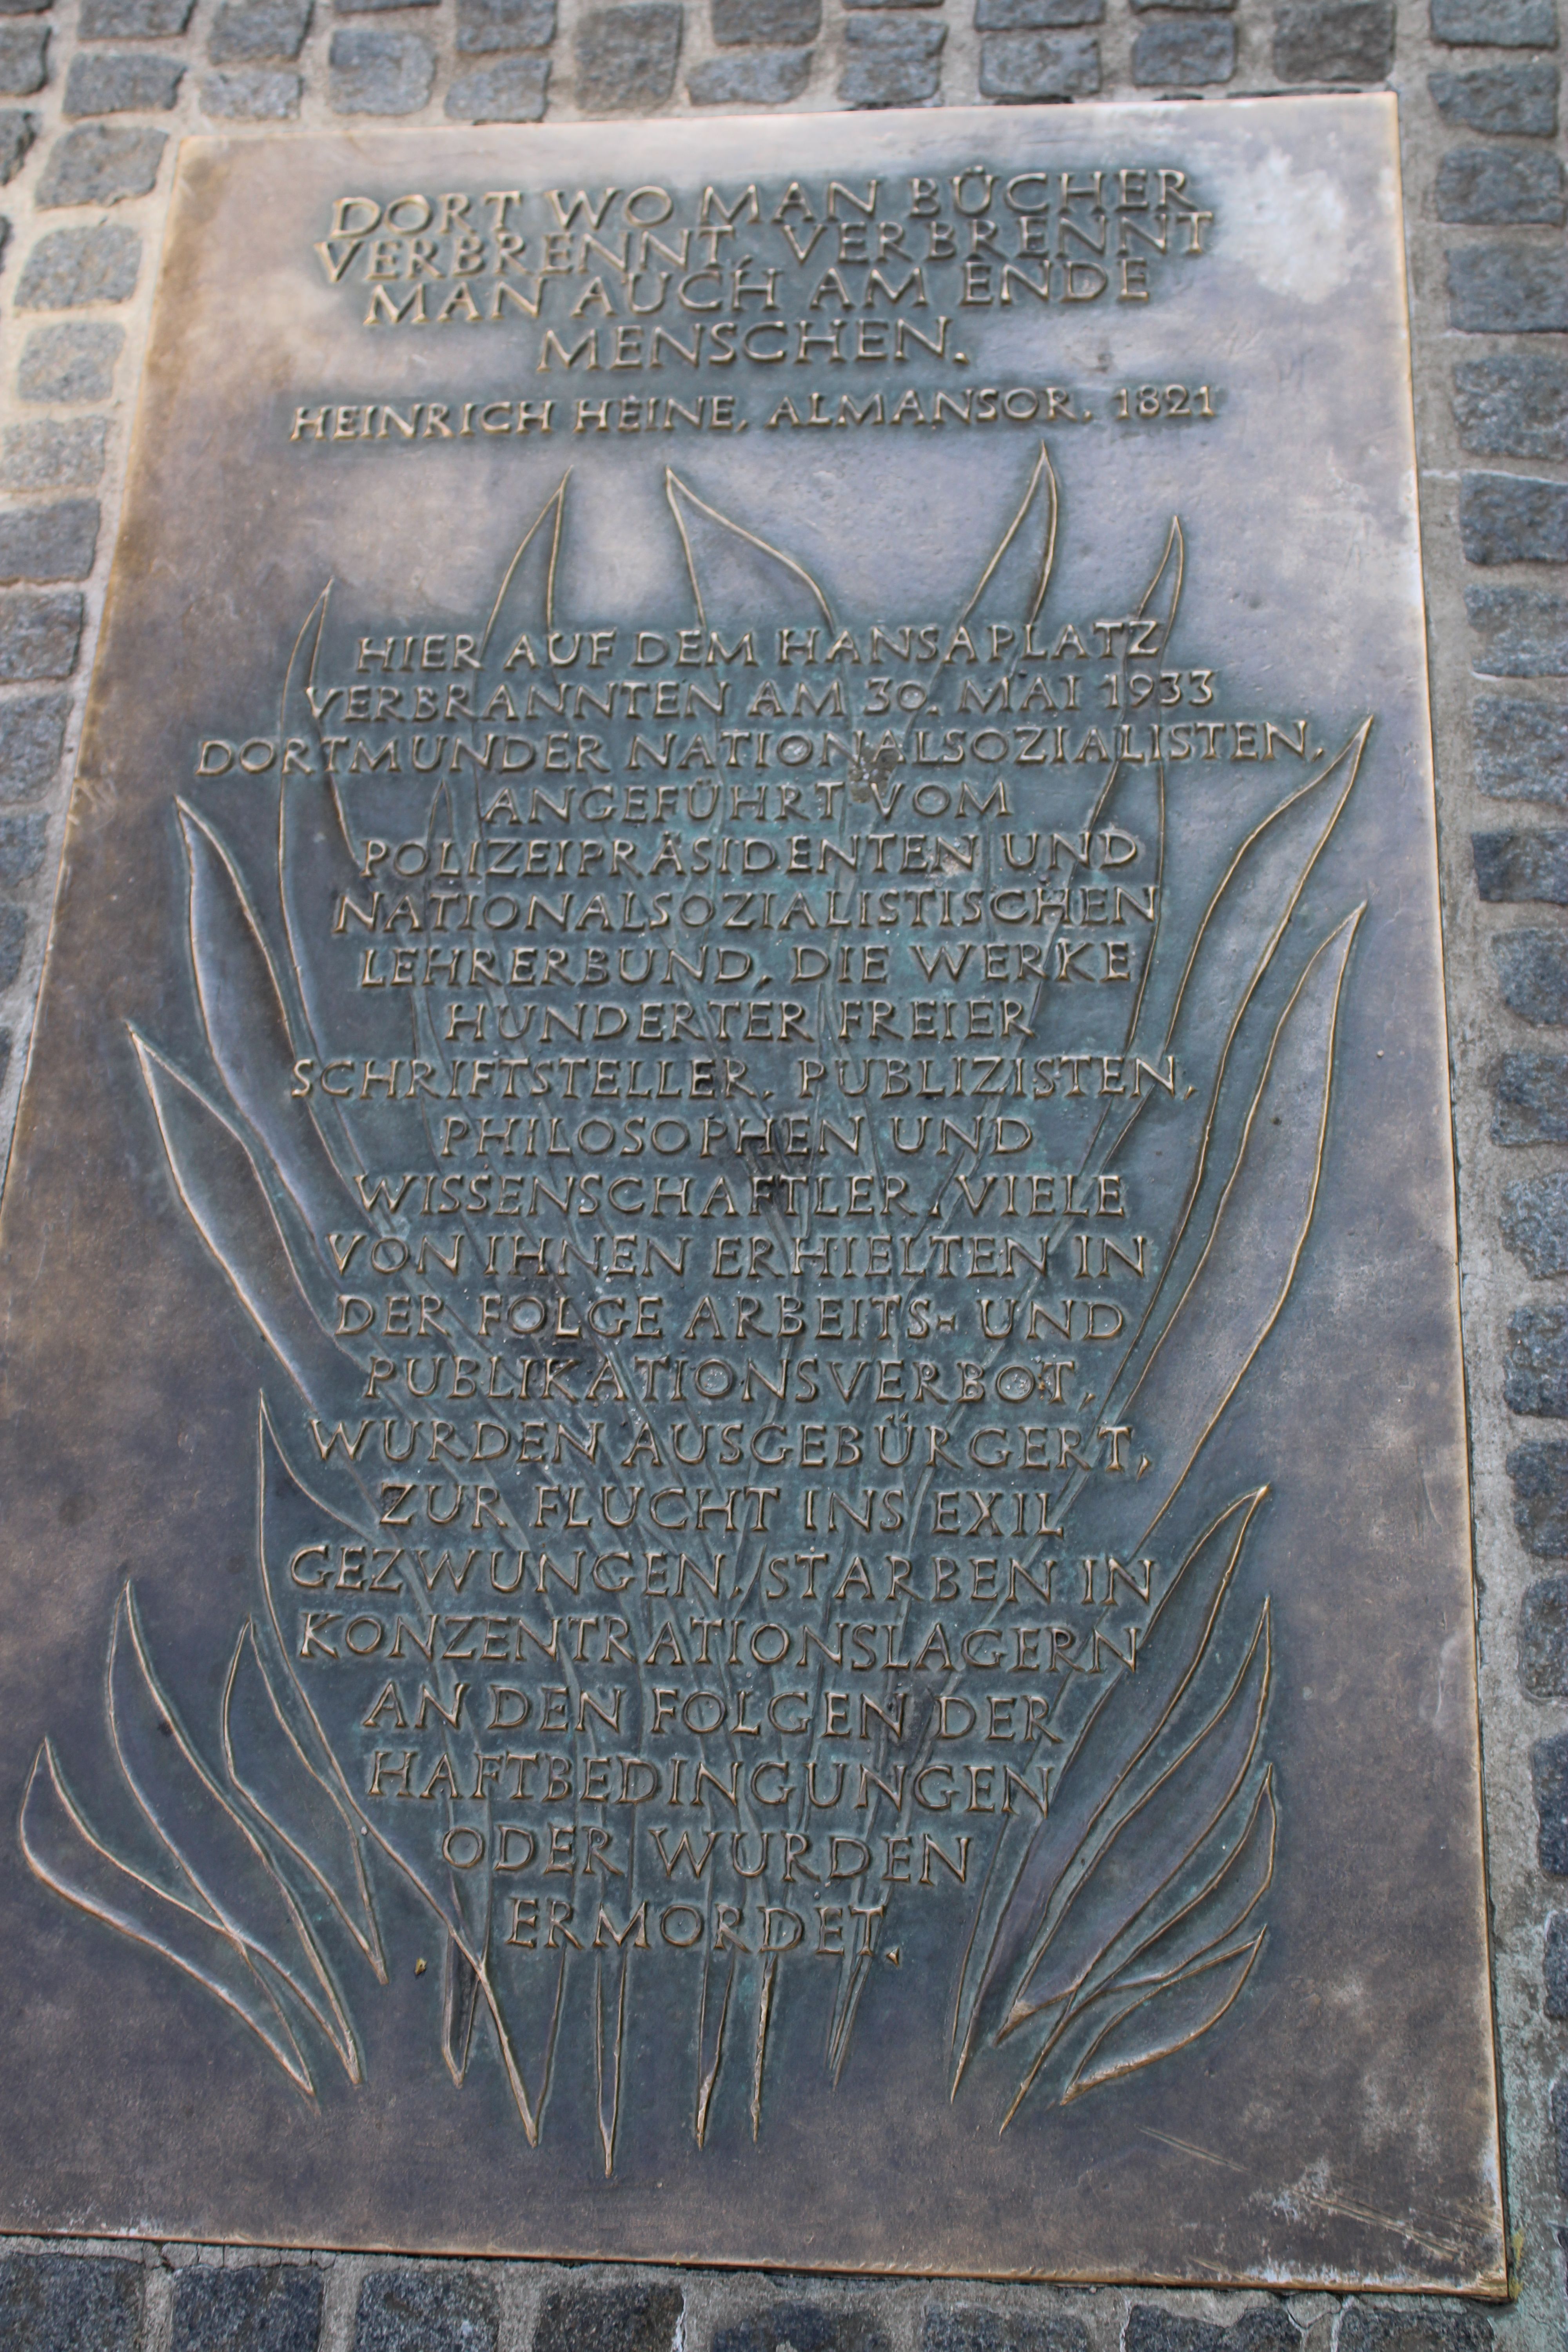 DORT WO MAN BÜCHER
VERBRENNT, VERBRENNT
MAN AUCH AM ENDE
MENSCHEN.
HEINRICH HEINE, ALMANSOR, 1821
HIER AUF DEM HANSAPLATZ
VERBRANNTEN AM 30. MAI 1933
DORTMUNDER NATIONALSOZIALISTEN,
ANGEFÜHRT VOM
POLIZEIPRÄSIDENTEN UND
NATIONALSOZIALISTISCHEN
LEHRERBUND, DIE WERKE
HUNDERTER FREIER
SCHRIFTSTELLER, PUBLIZISTEN,
PHILOSOPHEN UND
WISSENSCHAFTLER, VIELE
VON IHNEN ERHIELTEN IN
DER FOLGE ARBEITS- UND
PUBLIKATIONSVERBOT,
WURDEN AUSGEBÜRGERT,
ZUR FLUCHT INS EXIL
GEZWUNGEN, STARBEN IN
KONZENTRATIONSLAGERN
AN DEN FOLGEN DER
HAFTBEDINGUNGEN
ODER WURDEN
ERMORDET.